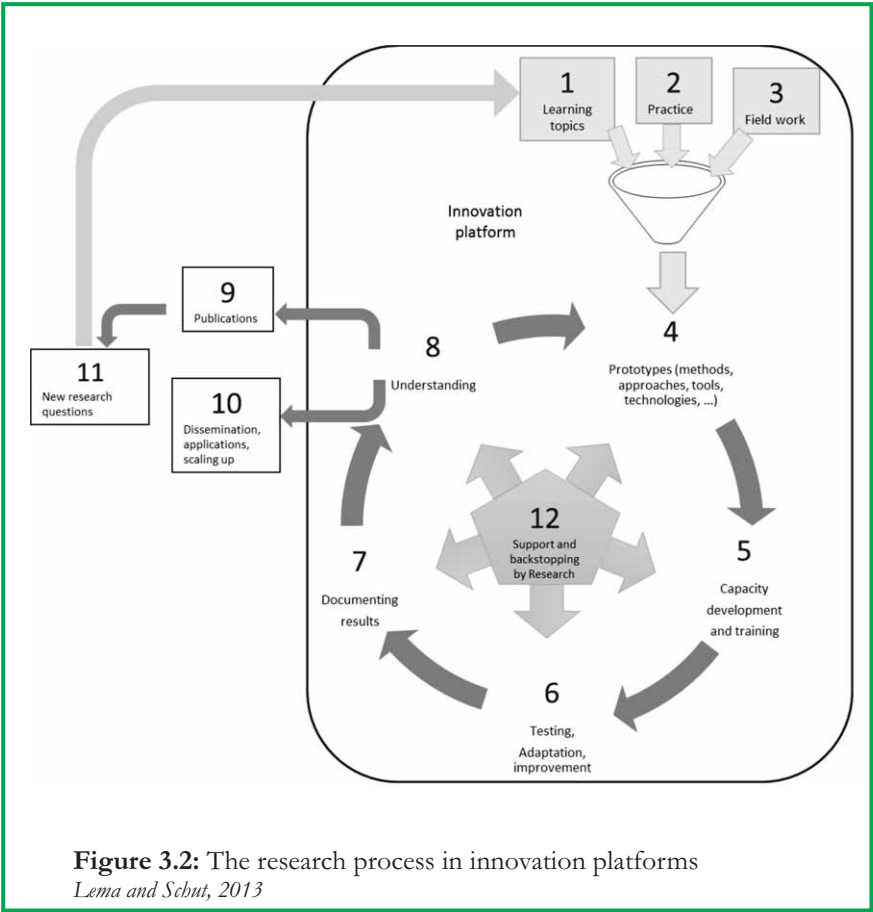 1
Learning
topics
2
Practice
3
Field work
Innovation
platform
4
Prototypes (methods,
approaches, tools,
technologies, ...)
5
Capacity
development
and training
6
Testing,
Adaptation,
improvement
7
Documenting
results
8
Understanding
9
Publications
10
Dissemination,
applications,
scaling up
11
New research
questions
12
Support and
backstopping
by Research
Figure 3.2: The research process in innovation platforms
Lema and Schut, 2013